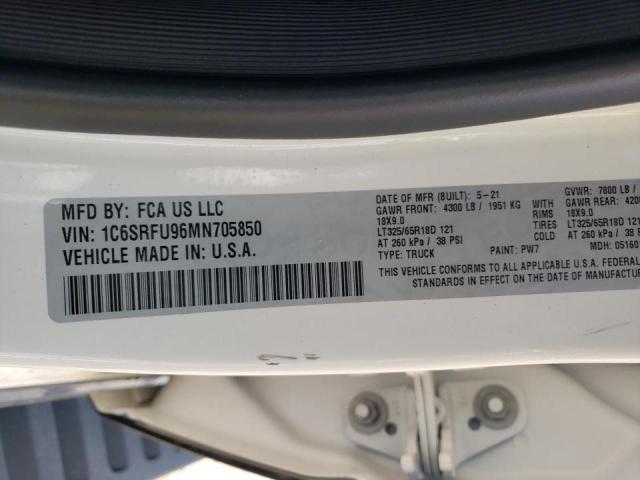 MFD BY: FCA US LLC
VIN: 1C6SRFU96MN705850
VEHICLE MADE IN: U.S.A.
DATE OF MFR (BUILT): 5-21 GVWR: 7800 LB /
GAWR FRONT: 4300 LB / 1951 KG WITH GAWR REAR:
18X9.0 RIMS 18X9.0
LT325/65R18D 121 TIRES LT325/65R18D 121
AT 260 kPa / 38 PSI COLD AT 260 kPa / 38
TYPE: TRUCK PAINT: PW7 MDH: 05160
THIS VEHICLE CONFORMS TO ALL APPLICABLE U.S.A. FEDERAL
STANDARDS IN EFFECT ON THE DATE OF MANUFACTUR